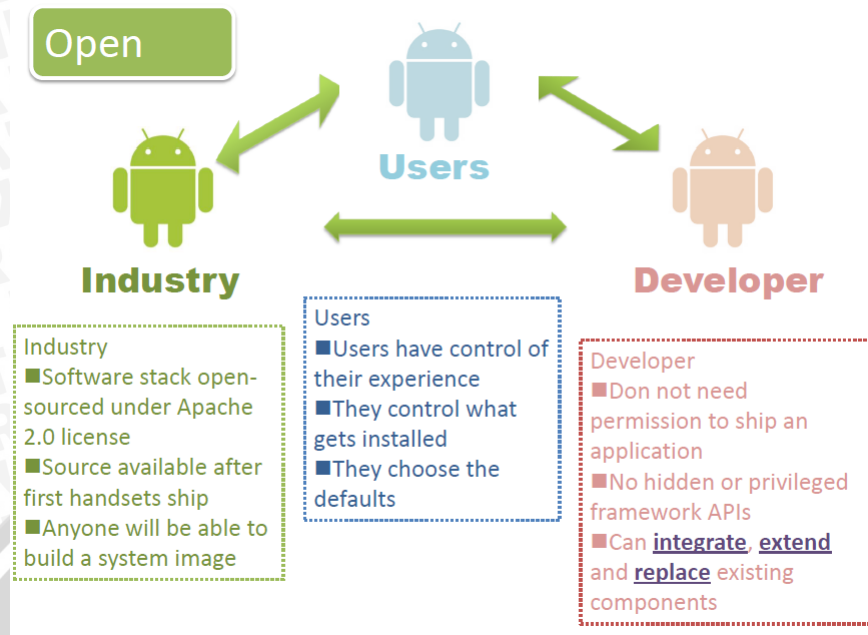 Open
Users
Industry
Developer
Industry
■Software stack open-
sourced under Apache
2.0 license
■Source available after
first handsets ship
■Anyone will be able to
build a system image
Users
■Users have control of
their experience
■They control what
gets installed
■They choose the
defaults
Developer
■Don not need
permission to ship an
application
■No hidden or privileged
framework APIs
■Can integrate, extend
and replace existing
components